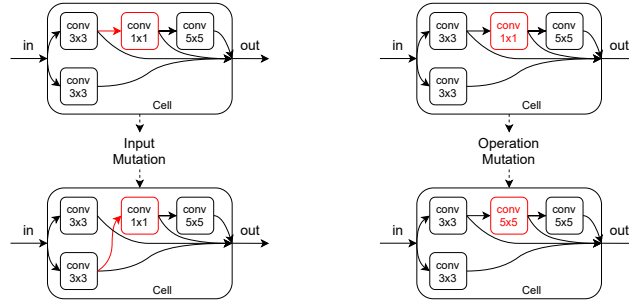 conv
3x3
conv
1x1
conv
5x5
in
out
conv
3x3
Cell
Input
Mutation
conv
3x3
conv
1x1
conv
5x5
in
out
conv
3x3
Cell
conv
3x3
conv
1x1
conv
5x5
in
out
conv
3x3
Cell
Operation
Mutation
conv
3x3
conv
5x5
conv
5x5
in
out
conv
3x3
Cell